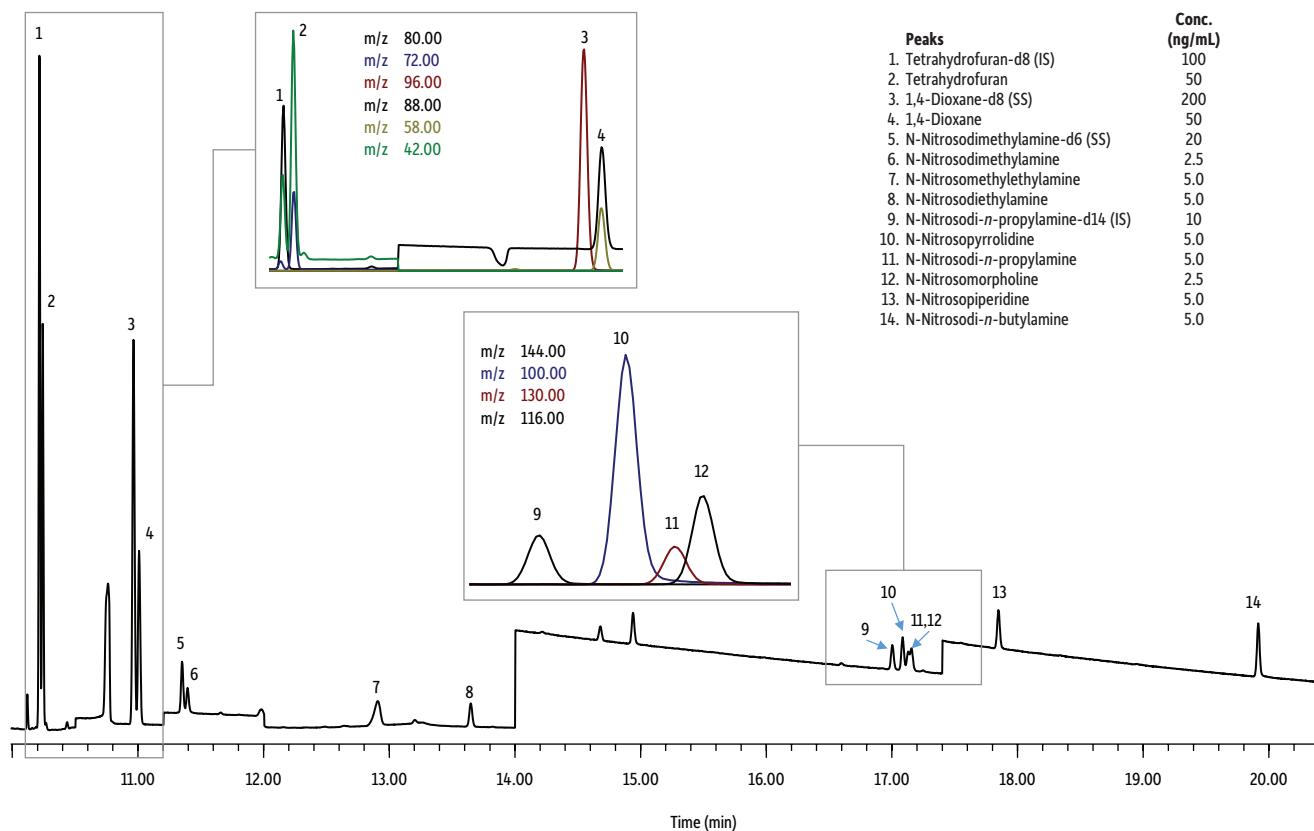 1
2
3
4
5
6
7
8
9
10
11,12
13
14
11.00 12.00 13.00 14.00 15.00 16.00 17.00 18.00 19.00 20.00
Time (min)
1
2
3
4
m/z 80.00
m/z 72.00
m/z 96.00
m/z 88.00
m/z 58.00
m/z 42.00
m/z 144.00
m/z 100.00
m/z 130.00
m/z 116.00
9
10
11
12
Conc.
Peaks (ng/mL)
1. Tetrahydrofuran-d8 (IS) 100
2. Tetrahydrofuran 50
3. 1,4-Dioxane-d8 (SS) 200
4. 1,4-Dioxane 50
5. N-Nitrosodimethylamine-d6 (SS) 20
6. N-Nitrosodimethylamine 2.5
7. N-Nitrosomethylethylamine 5.0
8. N-Nitrosodiethylamine 5.0
9. N-Nitrosodi-n-propylamine-d14 (IS) 10
10. N-Nitrosopyrrolidine 5.0
11. N-Nitrosodi-n-propylamine 5.0
12. N-Nitrosomorpholine 2.5
13. N-Nitrosopiperidine 5.0
14. N-Nitrosodi-n-butylamine 5.0